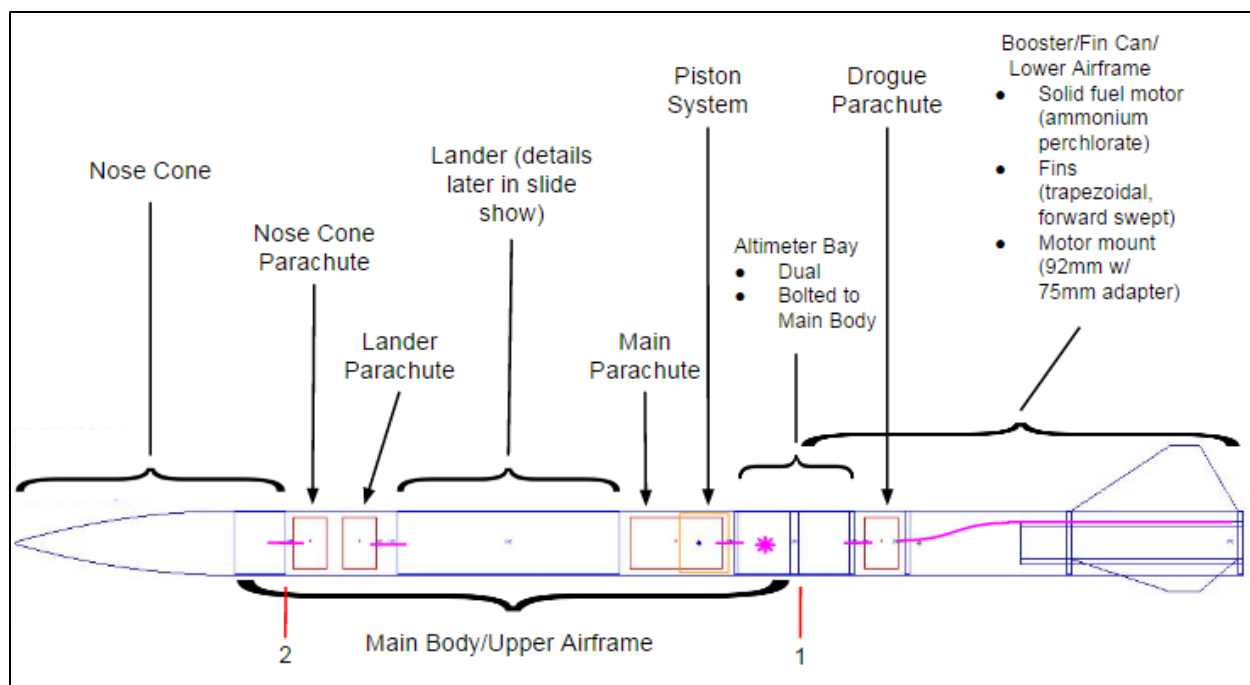 Nose Cone
Nose Cone
Parachute
Lander (details
later in slide
show)
Lander
Parachute
Main
Parachute
Piston
System
Altimeter Bay
● Dual
● Bolted to
Main Body
Drogue
Parachute
Booster/Fin Can/
Lower Airframe
● Solid fuel motor
(ammonium
perchlorate)
● Fins
(trapezoidal,
forward swept)
● Motor mount
(92mm w/
75mm adapter)
2
Main Body/Upper Airframe
1